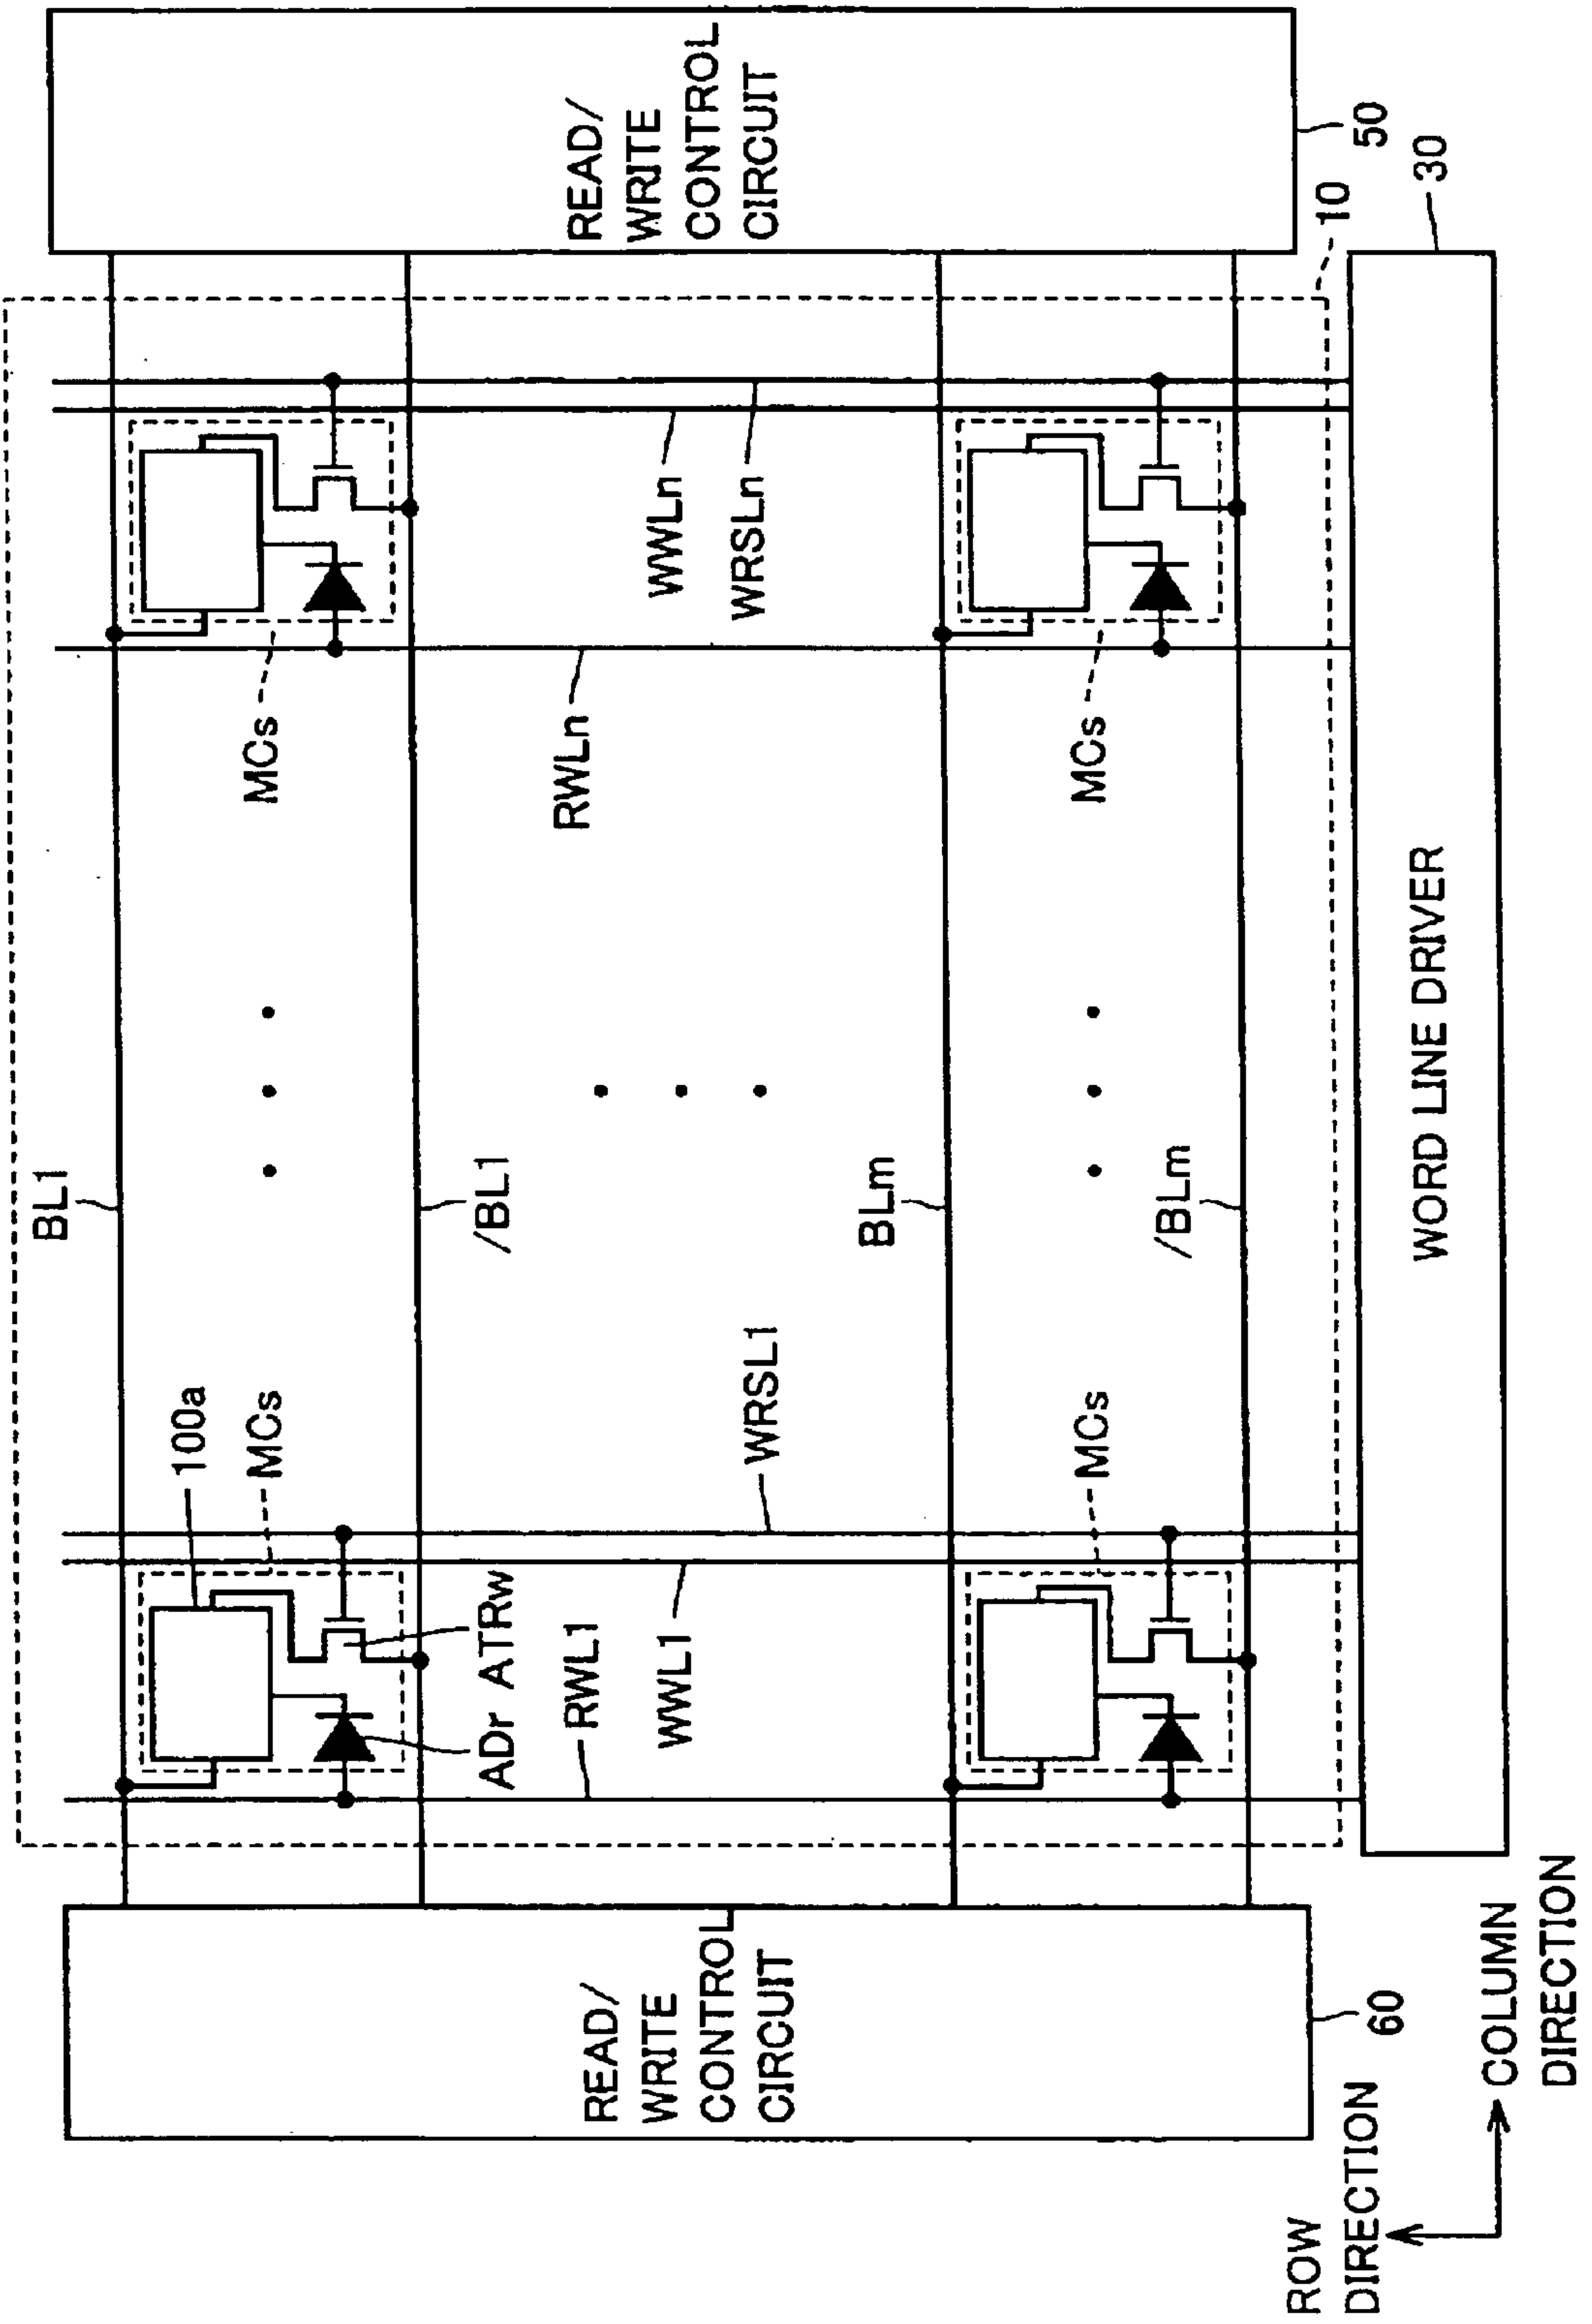 BL1
100a
MCs
MCs
/BL1
ADr
ATRw
RWL1
RWLn
WWL1
WWLn
WRSL1
WRSLn
READ/
WRITE
CONTROL
CIRCUIT
READ/
WRITE
CONTROL
CIRCUIT
BLm
MCs
MCs
/BLm
60
50
10
30
WORD LINE DRIVER
ROW
DIRECTION
COLUMN
DIRECTION